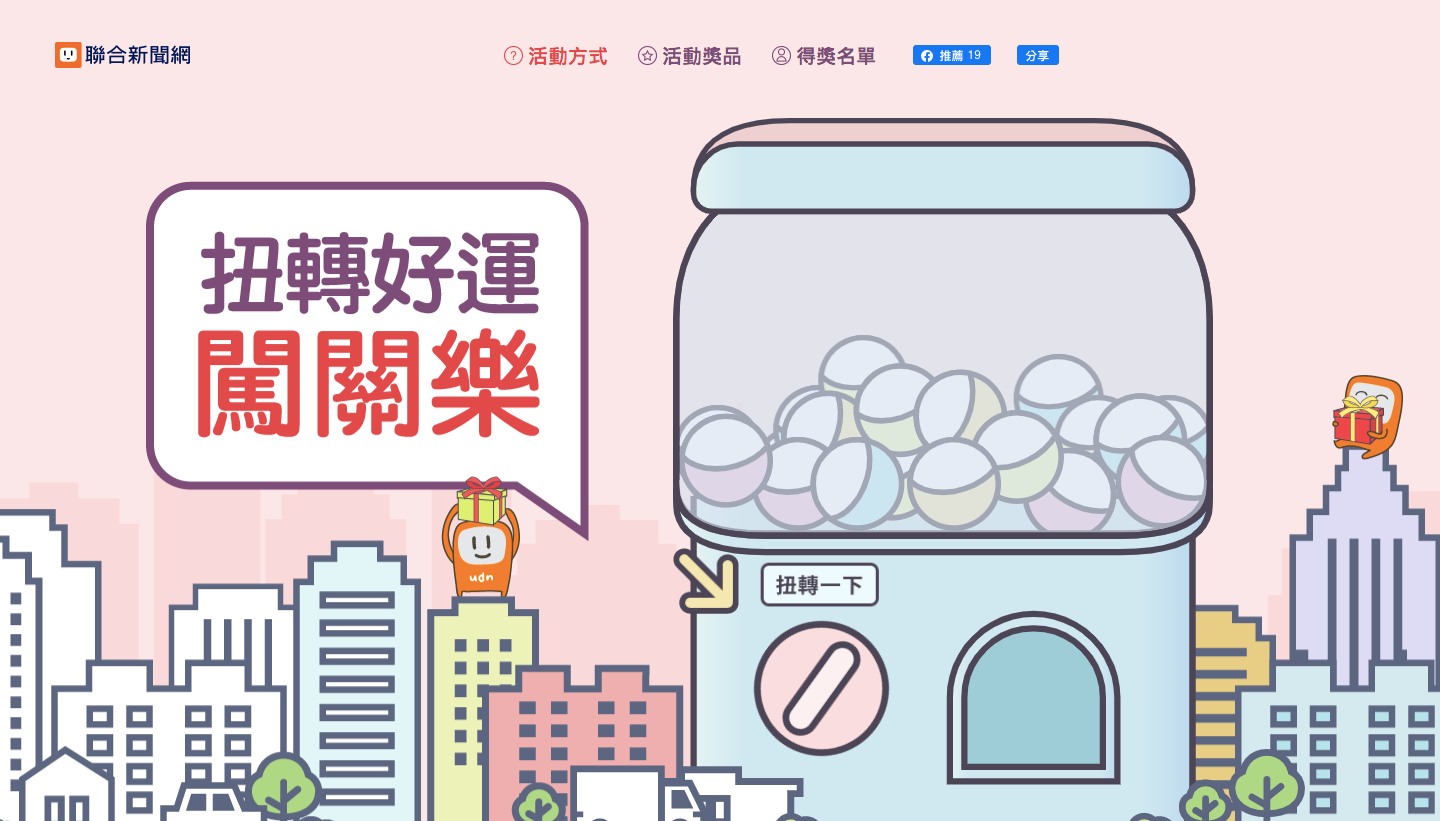 聯合新聞網
活動方式
活動獎品
得獎名單
推薦 19
分享
扭轉好運
闖關樂
udn
扭轉一下